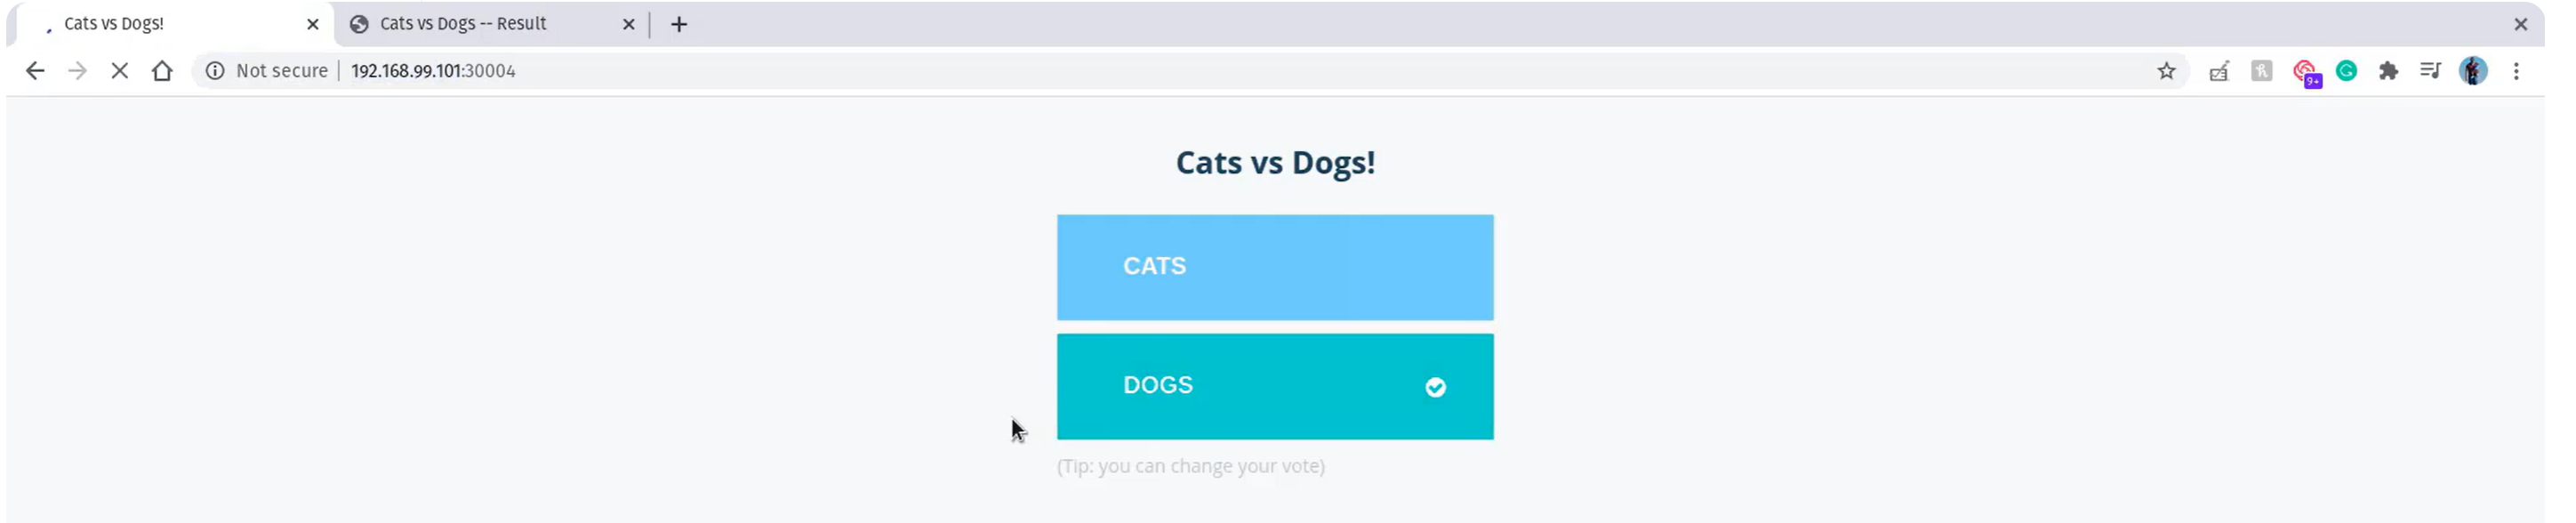 Cats vs Dogs!
Cats vs Dogs -- Result
Not secure
192.168.99.101:30004
9+
Cats vs Dogs!
CATS
DOGS
(Tip: you can change your vote)